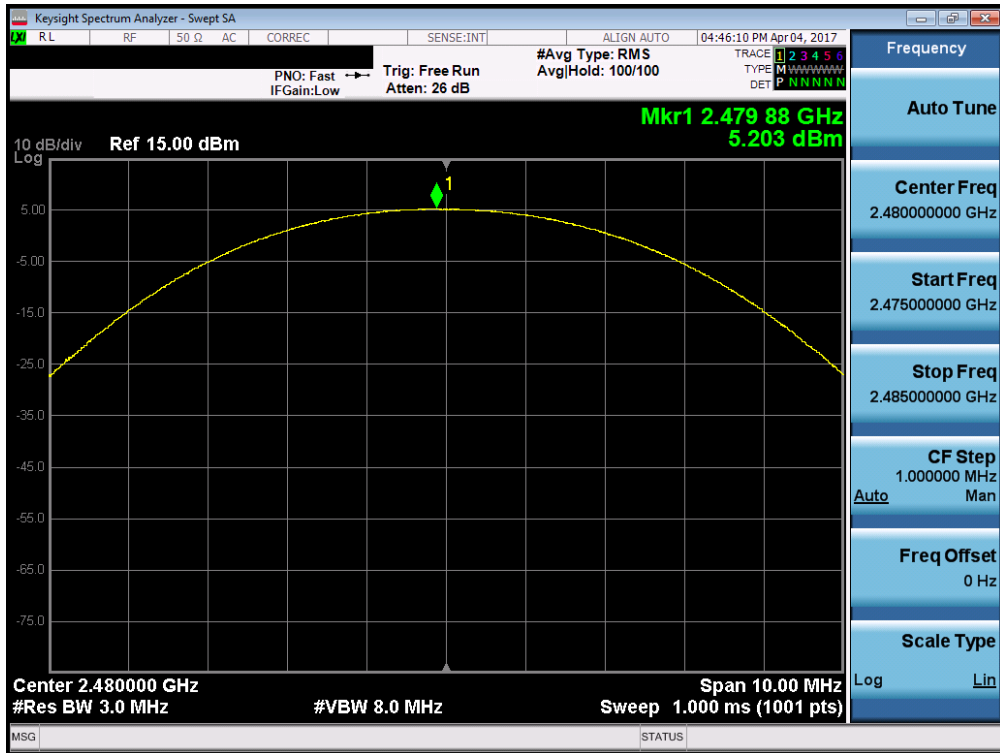 Keysight Spectrum Analyzer - Swept SA
LXI RL RF 50 Ω AC CORREC SENSE:INT ALIGN AUTO 04:46:10 PM Apr 04, 2017
PNO: Fast
IFGain:Low
Trig: Free Run
Atten: 26 dB
#Avg Type: RMS
Avg|Hold: 100/100
TRACE 1 2 3 4 5 6
TYPE M WWWWW
DET P N N N N N
Mkr1 2.479 88 GHz
5.203 dBm
10 dB/div Ref 15.00 dBm
Log
1
5.00
-5.00
-15.0
-25.0
-35.0
-45.0
-55.0
-65.0
-75.0
Center 2.480000 GHz Span 10.00 MHz
#Res BW 3.0 MHz #VBW 8.0 MHz Sweep 1.000 ms (1001 pts)
MSG STATUS
Frequency
Auto Tune
Center Freq
2.480000000 GHz
Start Freq
2.475000000 GHz
Stop Freq
2.485000000 GHz
CF Step
1.000000 MHz
Auto Man
Freq Offset
0 Hz
Scale Type
Log Lin